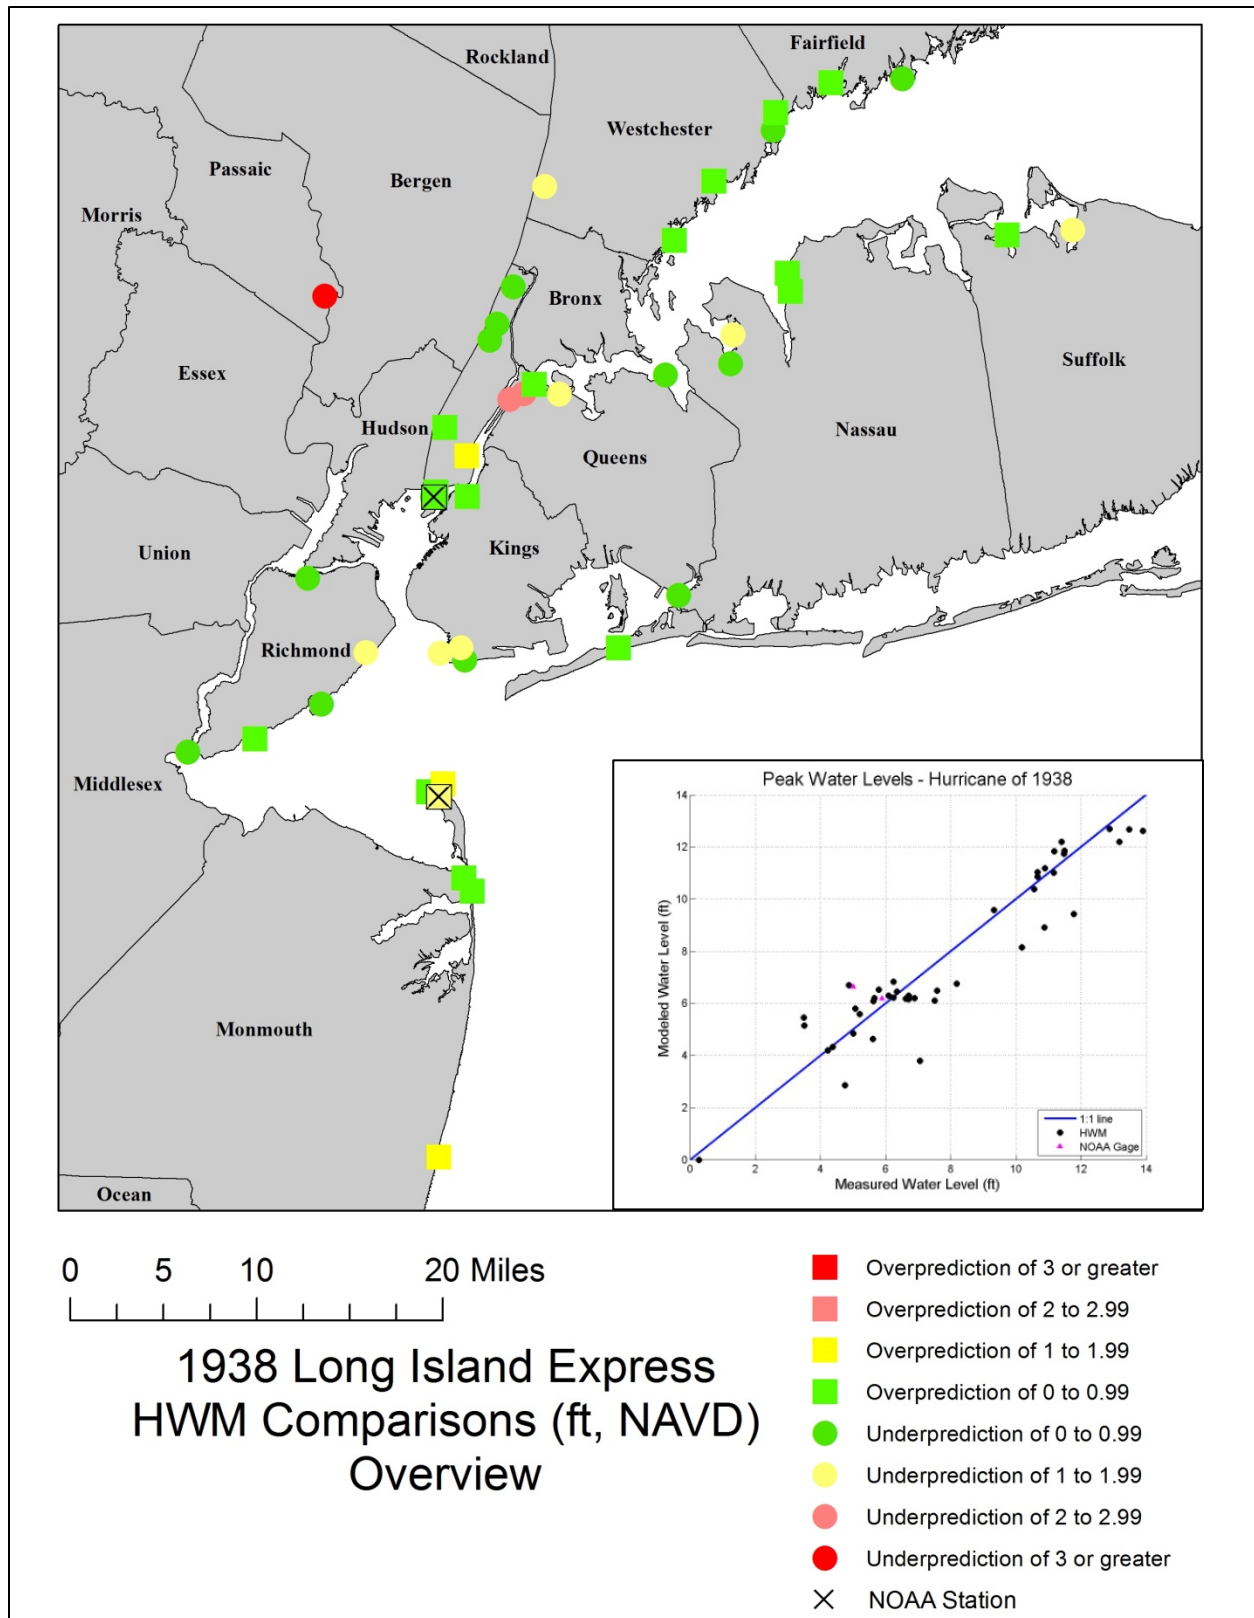 Fairfield
Rockland
Westchester
Passaic
Bergen
Morris
Bronx
Essex
Suffolk
Hudson
Nassau
Queens
Union
Kings
Richmond
Middlesex
Monmouth
Ocean
Peak Water Levels - Hurricane of 1938
Modeled Water Level (ft)
14
12
10
8
6
4
2
0
0 2 4 6 8 10 12 14
Measured Water Level (ft)
1:1 line
HWM
NOAA Gage
0 5 10 20 Miles
1938 Long Island Express
HWM Comparisons (ft, NAVD)
Overview
Overprediction of 3 or greater
Overprediction of 2 to 2.99
Overprediction of 1 to 1.99
Overprediction of 0 to 0.99
Underprediction of 0 to 0.99
Underprediction of 1 to 1.99
Underprediction of 2 to 2.99
Underprediction of 3 or greater
NOAA Station